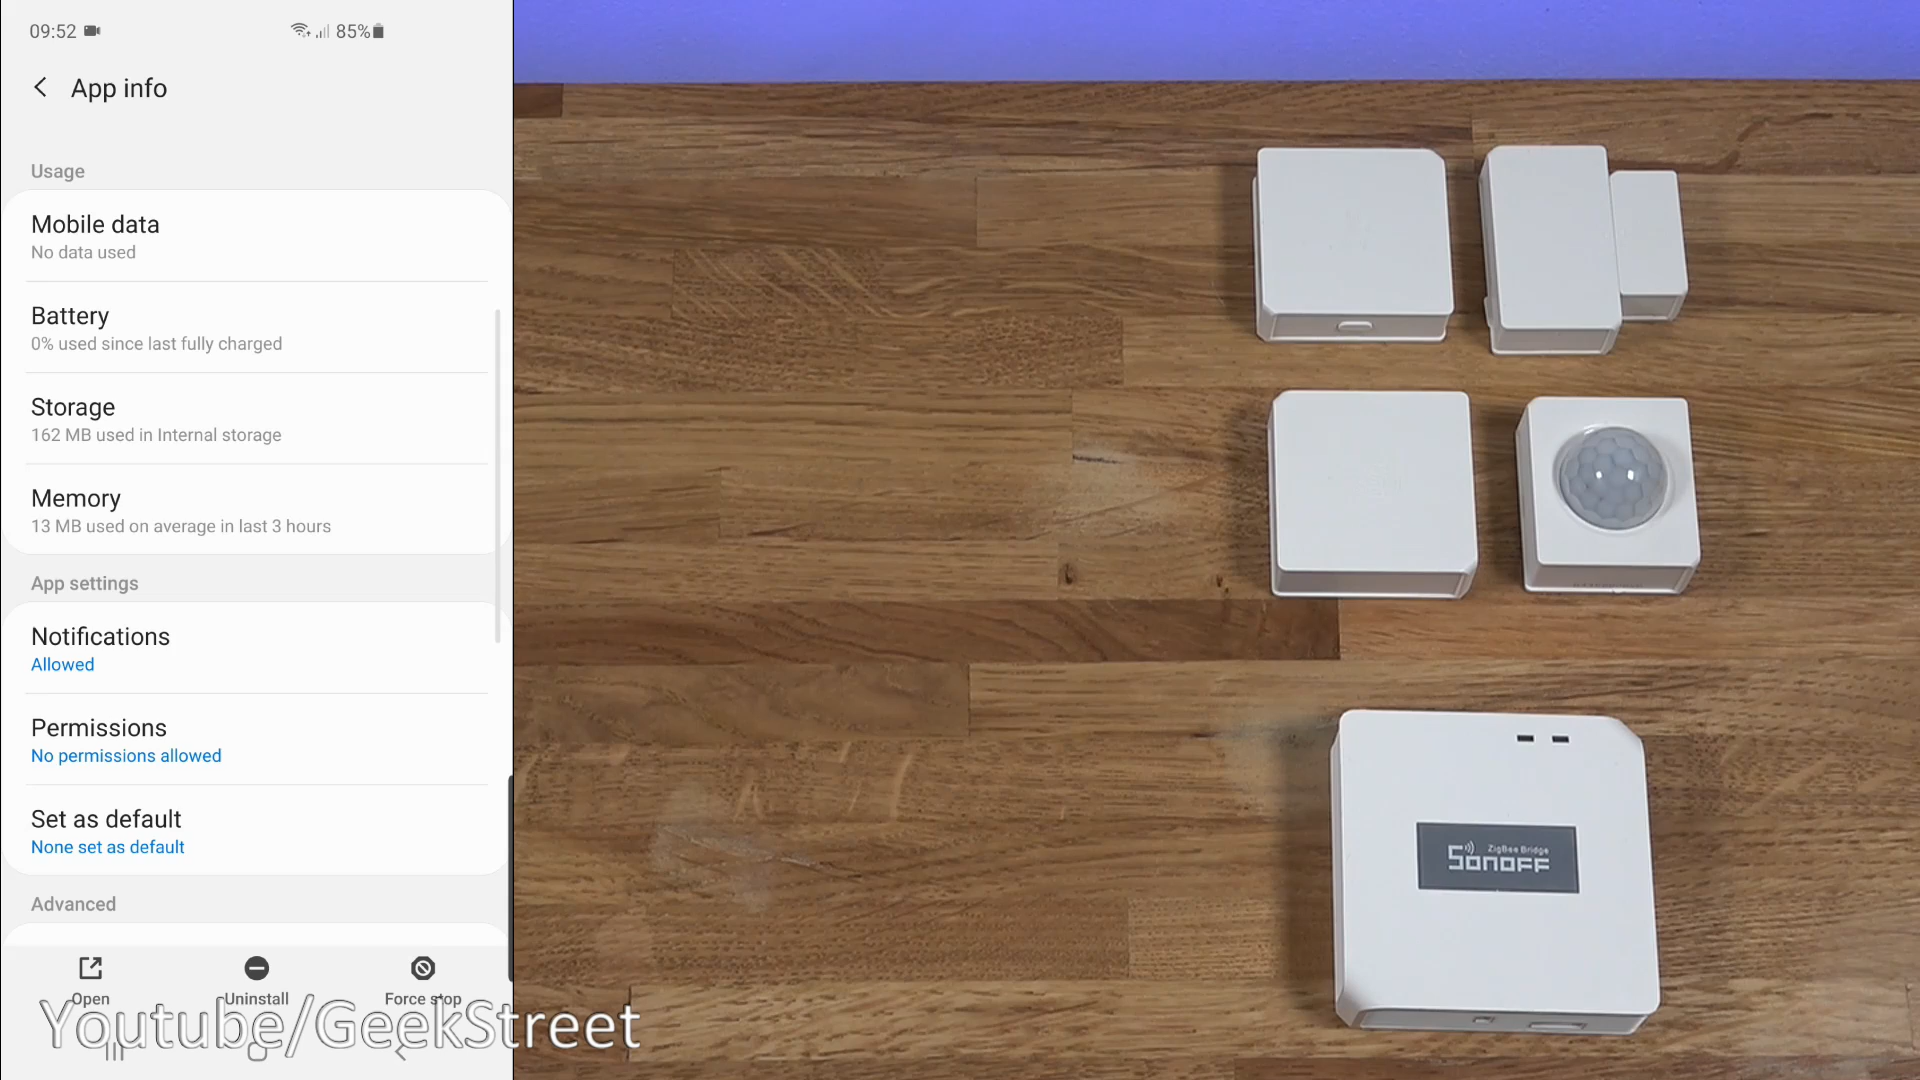 09:52
85%
App info
Usage
Mobile data
No data used
Battery
0% used since last fully charged
Storage
162 MB used in Internal storage
Memory
13 MB used on average in last 3 hours
App settings
Notifications
Allowed
Permissions
No permissions allowed
Set as default
None set as default
Advanced
Open
Uninstall
Force stop
Youtube/GeekStreet
ZigBee Bridge
SONOFF